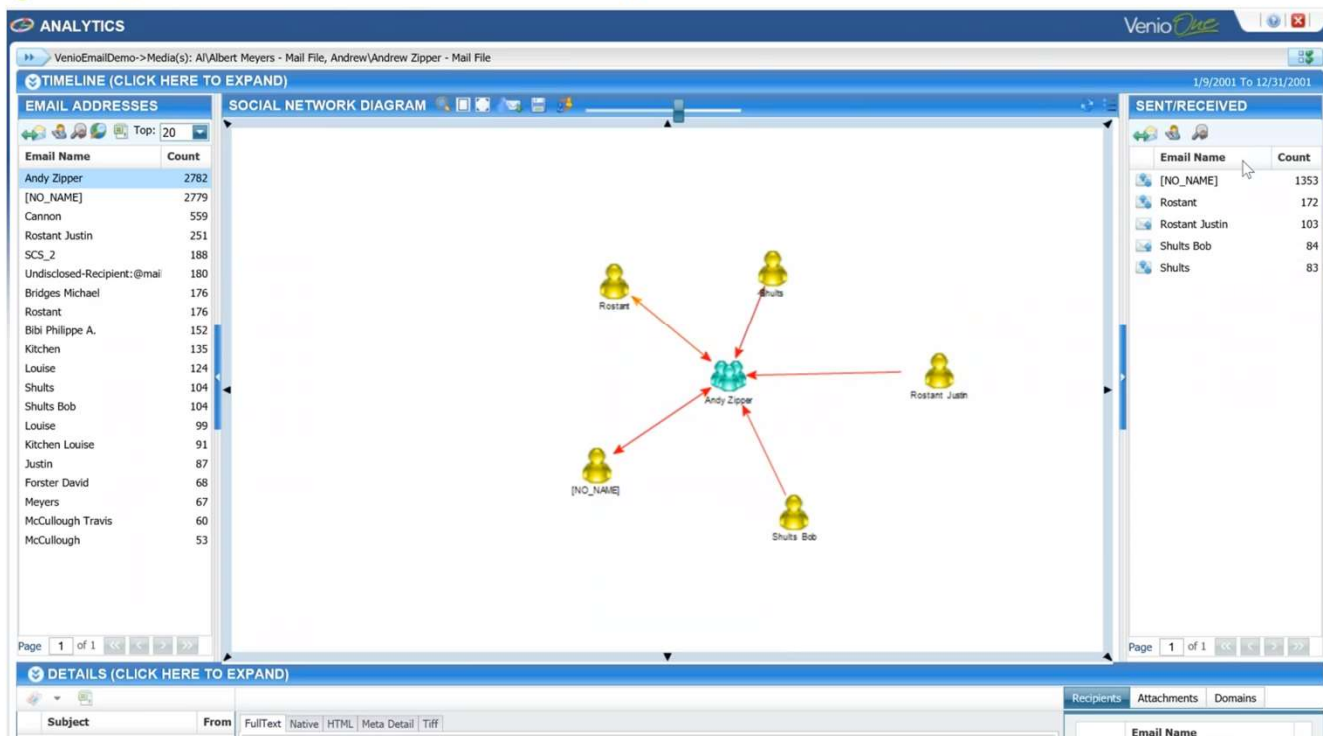 ANALYTICS
VenioOne
VenioEmailDemo->Media(s): Al\Albert Meyers - Mail File, Andrew\Andrew Zipper - Mail File
TIMELINE (CLICK HERE TO EXPAND) 1/9/2001 To 12/31/2001
EMAIL ADDRESSES
Top: 20
Email Name Count
Andy Zipper 2782
[NO_NAME] 2779
Cannon 559
Rostant Justin 251
SCS_2 188
Undisclosed-Recipient:@mai 180
Bridges Michael 176
Rostant 176
Bibi Philippe A. 152
Kitchen 135
Louise 124
Shults 104
Shults Bob 104
Louise 99
Kitchen Louise 91
Justin 87
Forster David 68
Meyers 67
McCullough Travis 60
McCullough 53
Page 1 of 1
SOCIAL NETWORK DIAGRAM
Rostant
Shults
Andy Zipper
Rostant Justin
[NO_NAME]
Shults Bob
SENT/RECEIVED
Email Name Count
[NO_NAME] 1353
Rostant 172
Rostant Justin 103
Shults Bob 84
Shults 83
Page 1 of 1
DETAILS (CLICK HERE TO EXPAND)
Subject From
FullText Native HTML Meta Detail Tiff
Recipients Attachments Domains
Email Name